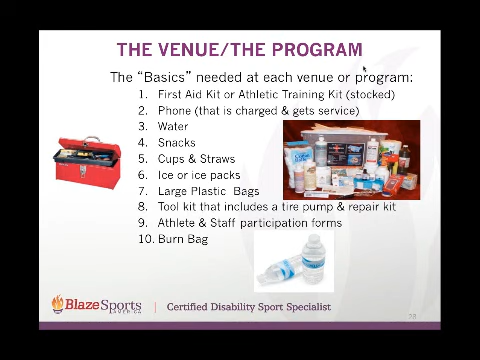 THE VENUE/THE PROGRAM
The "Basics" needed at each venue or program:
1. First Aid Kit or Athletic Training Kit (stocked)
2. Phone (that is charged & gets service)
3. Water
4. Snacks
5. Cups & Straws
6. Ice or ice packs
7. Large Plastic Bags
8. Tool kit that includes a tire pump & repair kit
9. Athlete & Staff participation forms
10. Burn Bag
BlazeSports
AMERICA
Certified Disability Sport Specialist
28